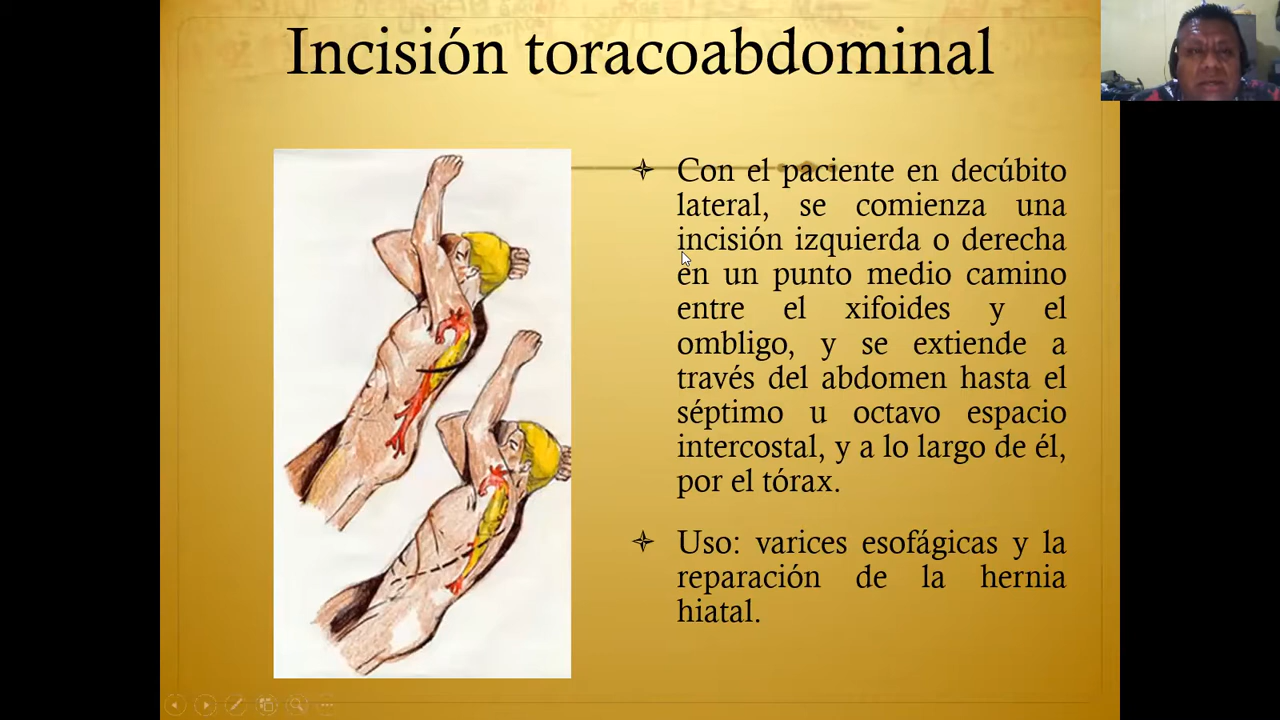 Incisión toracoabdominal
Con el paciente en decúbito
lateral, se comienza una
incisión izquierda o derecha
en un punto medio camino
entre el xifoides y el
ombligo, y se extiende a
través del abdomen hasta el
séptimo u octavo espacio
intercostal, y a lo largo de él,
por el tórax.
Uso: varices esofágicas y la
reparación de la hernia
hiatal.